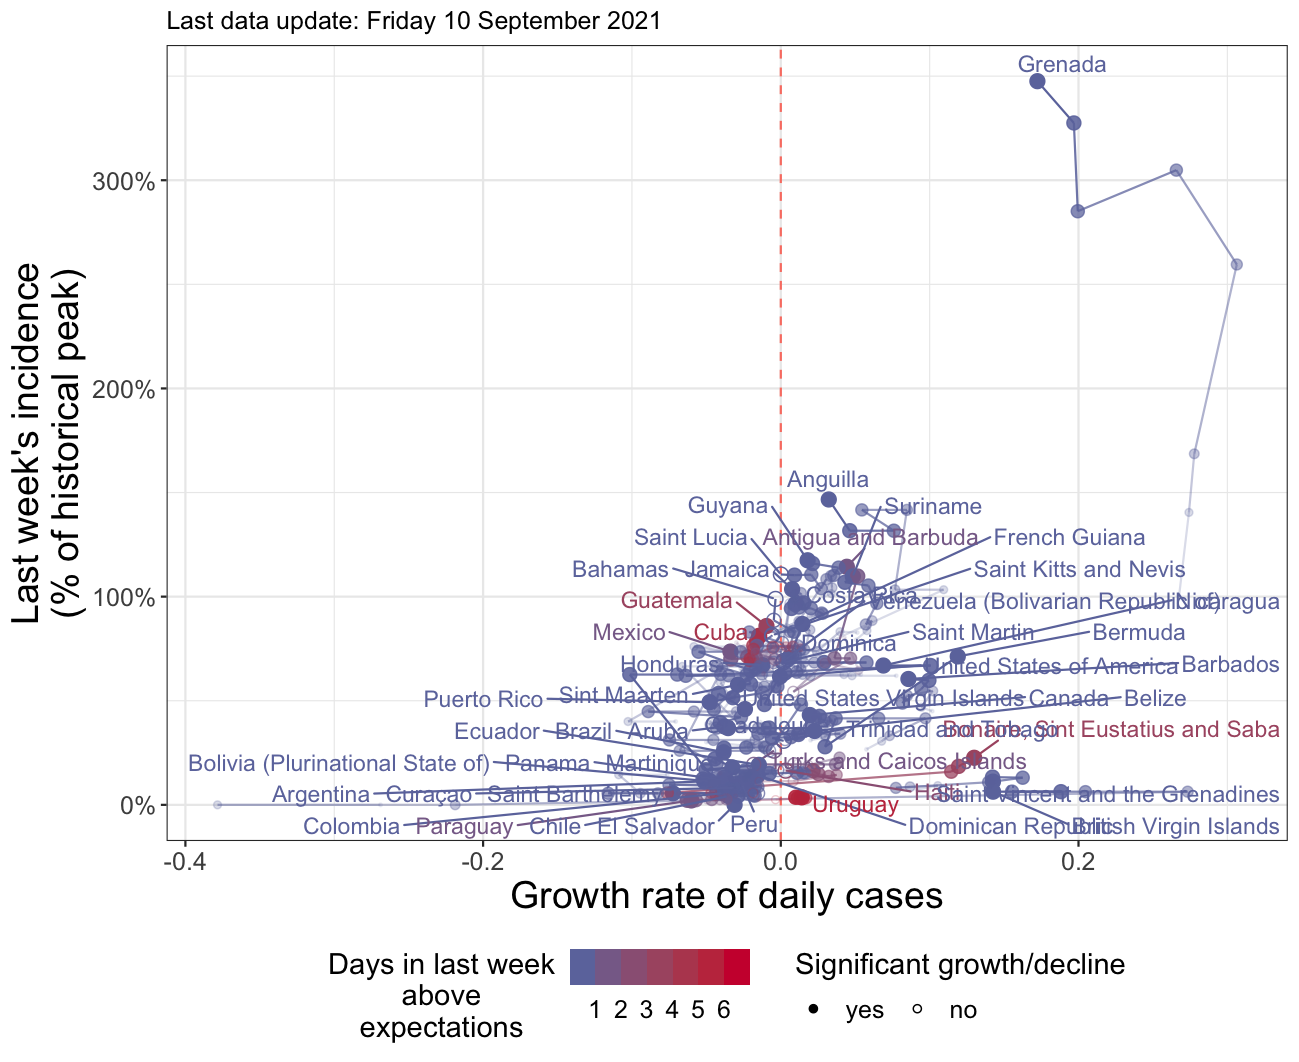 Last data update: Friday 10 September 2021
Last week's incidence
(% of historical peak)
300%
200%
100%
0%
Grenada
Anguilla
Guyana
Suriname
Saint Lucia
Antigua and Barbuda
French Guiana
Bahamas
Jamaica
Saint Kitts and Nevis
Guatemala
Costa Rica
Venezuela (Bolivarian Republic of)
Nicaragua
Mexico
Cuba
Dominica
Saint Martin
Bermuda
Honduras
United States of America
Barbados
Puerto Rico
Sint Maarten
United States Virgin Islands
Canada
Belize
Ecuador
Brazil
Aruba
Guadeloupe
Trinidad and Tobago
Bonaire, Sint Eustatius and Saba
Bolivia (Plurinational State of)
Panama
Martinique
Turks and Caicos Islands
Argentina
Curaçao
Saint Barthelemy
Haiti
Saint Vincent and the Grenadines
Uruguay
Colombia
Paraguay
Chile
El Salvador
Peru
Dominican Republic
British Virgin Islands
-0.4
-0.2
0.0
0.2
Growth rate of daily cases
Days in last week
above
expectations
1 2 3 4 5 6
Significant growth/decline
yes
no